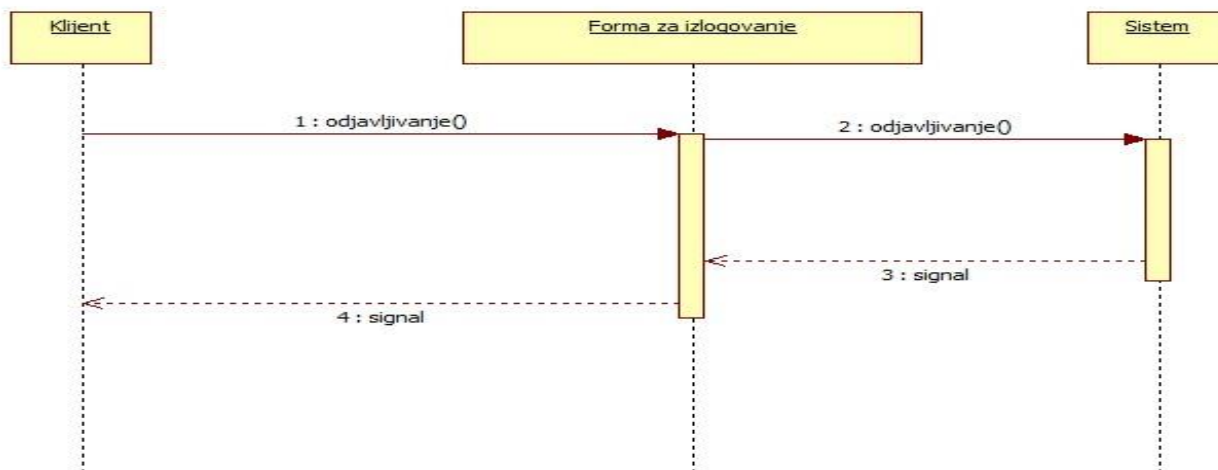 Klijent
Forma za izlogovanje
Sistem
1 : odjavljivanje()
2 : odjavljivanje()
3 : signal
4 : signal